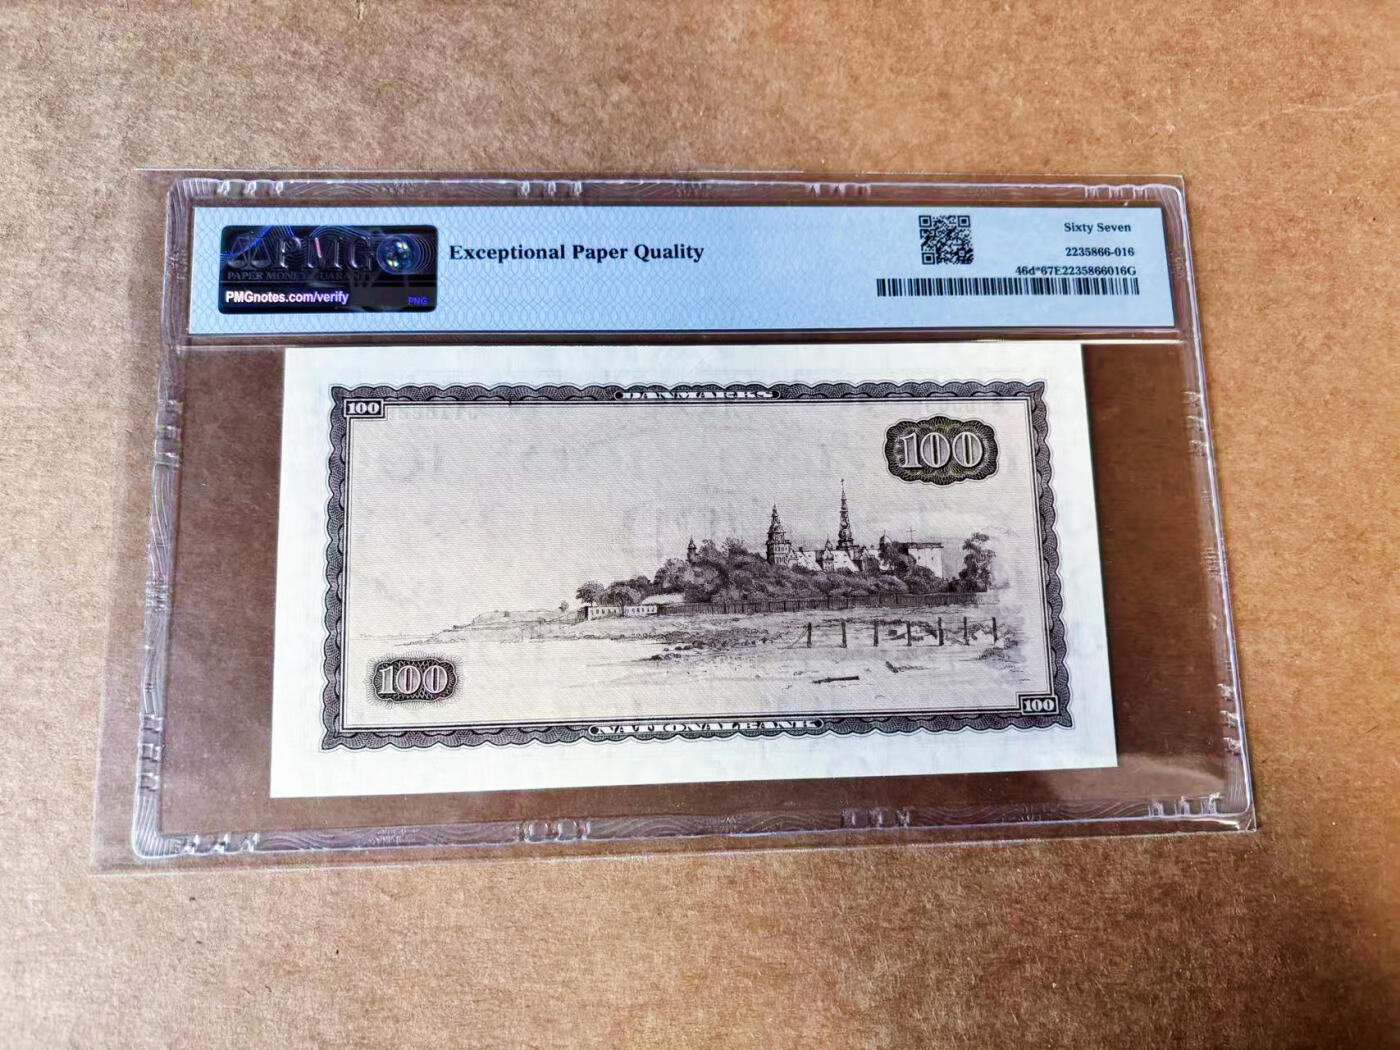 PMG
PAPER MONEY GUARANTY
PMGnotes.com/verify
PNG
Exceptional Paper Quality
Sixty Seven
2235866-016
46d*67E2235866016G
DANMARKS
100
100
100
100
NATIONALBANK